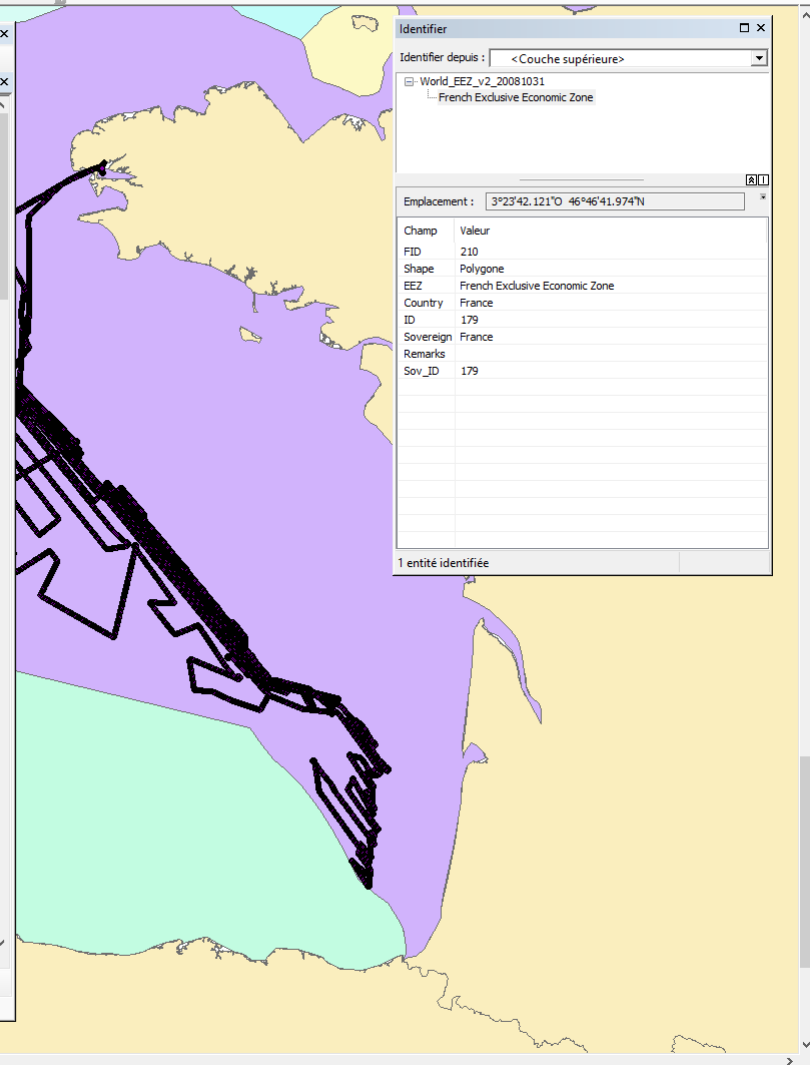 Identifier
Identifier depuis : <Couche supérieure>
World_EEZ_v2_20081031
French Exclusive Economic Zone
Emplacement : 3°23'42.121"O 46°46'41.974"N
Champ Valeur
FID 210
Shape Polygone
EEZ French Exclusive Economic Zone
Country France
ID 179
Sovereign France
Remarks
Sov_ID 179
1 entité identifiée